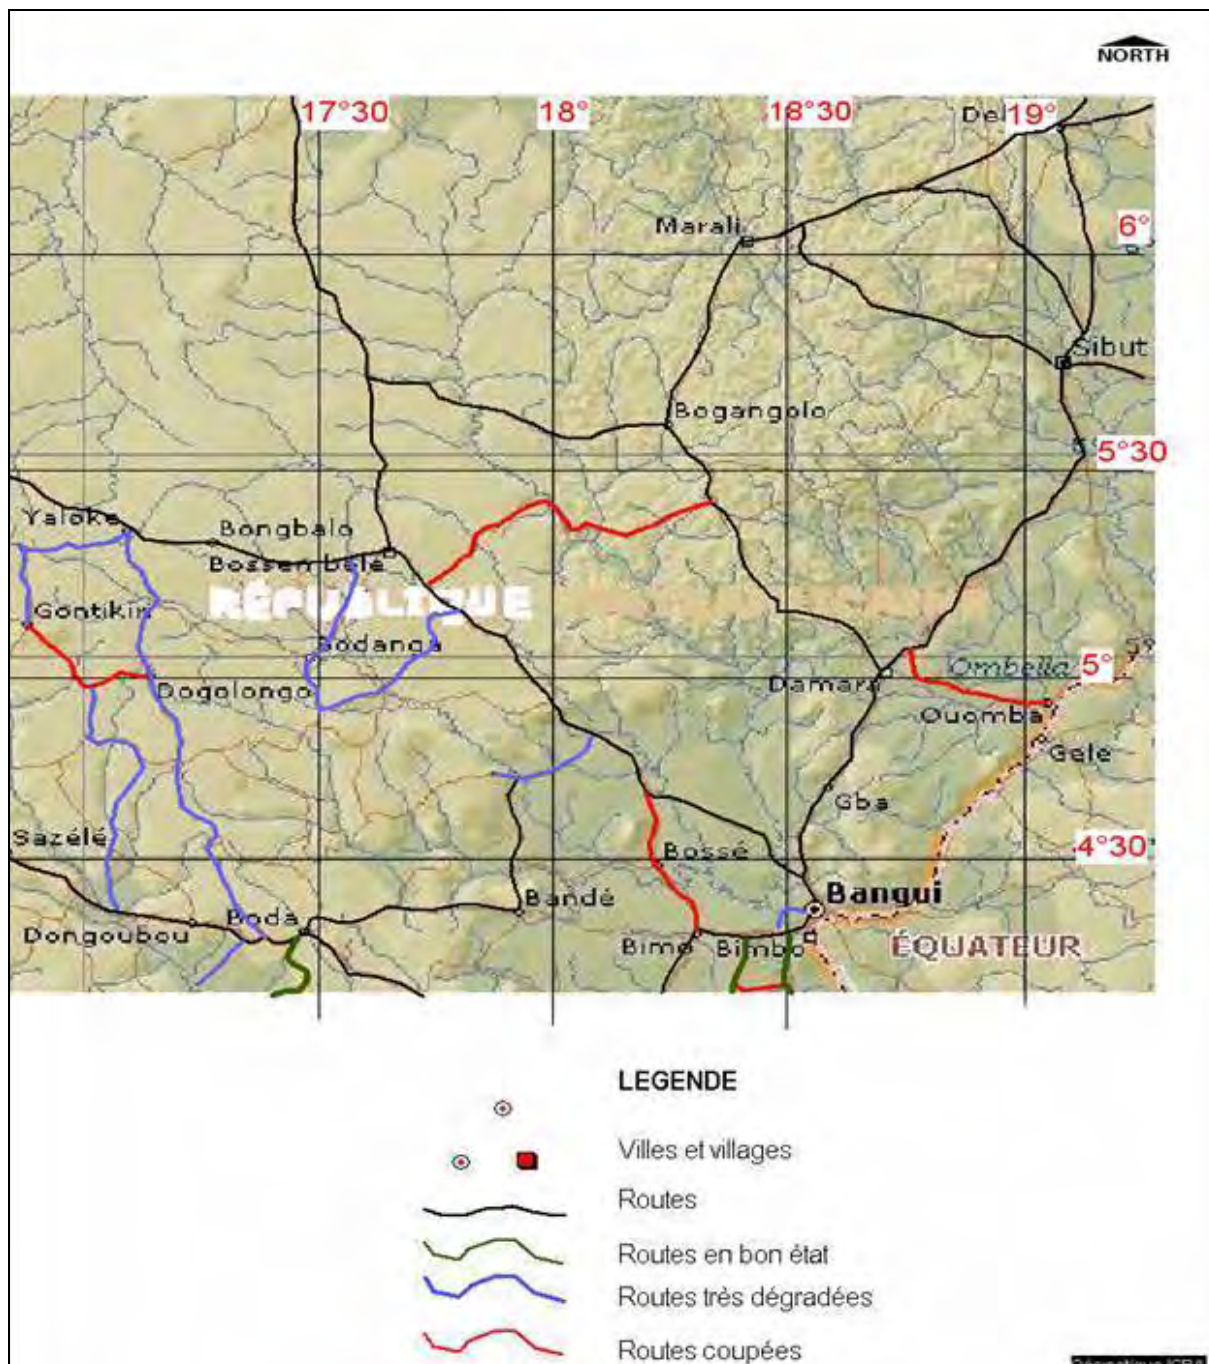 NORTH
17°30
18°
18°30
Del
19°
Marali
6°
Sibut
Bogangolo
5°30
Yaloke
Bongbalo
Bossen bélé
RÉPUBLIQUE
Gontikiri
Bodanga
Ombella
5°
Damara
Dogolongo
Ouomba
Gele
Gba
Sazélé
4°30
Bossé
Bangui
Bandé
Boda
Dongoubou
Bimo
Bimbo
ÉQUATEUR
LEGENDE
Villes et villages
Routes
Routes en bon état
Routes très dégradées
Routes coupées